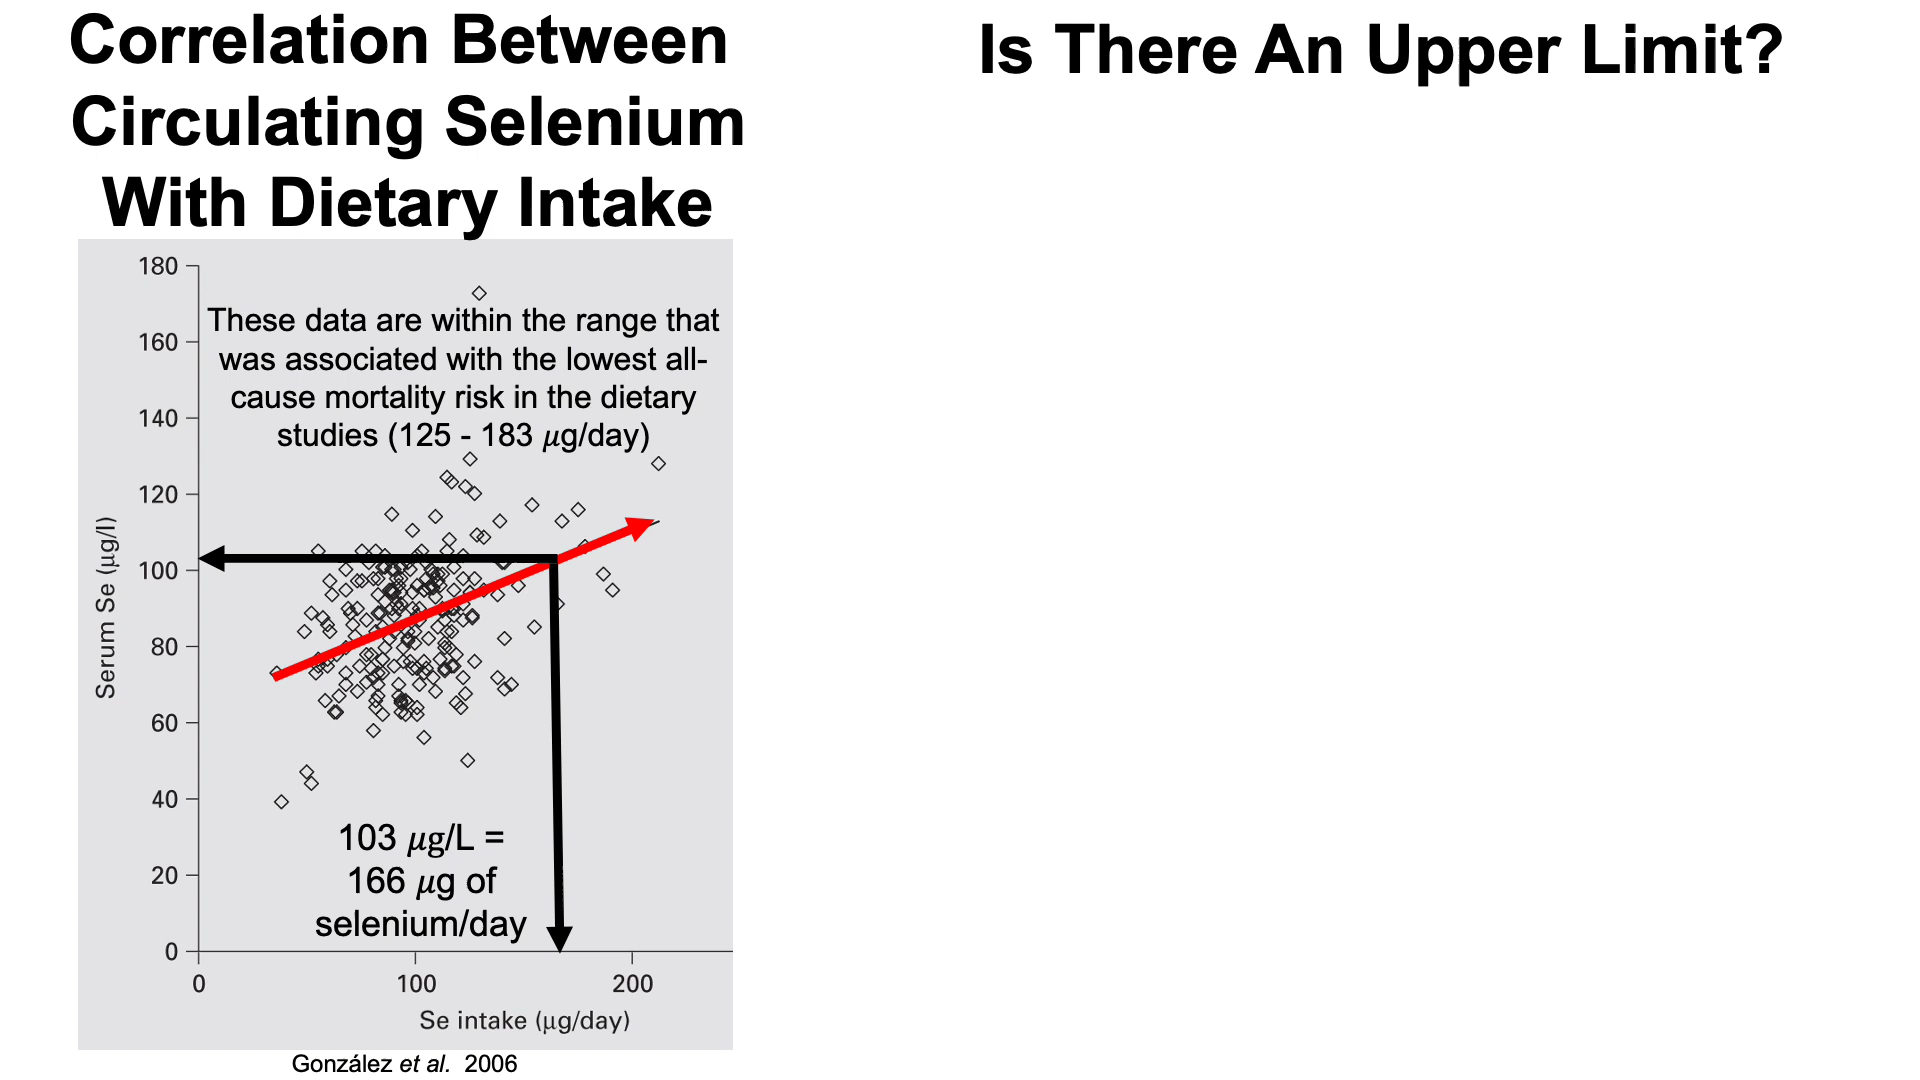 Correlation Between
Circulating Selenium
With Dietary Intake
Is There An Upper Limit?
180
160
140
120
100
80
60
40
20
0
Serum Se (µg/l)
These data are within the range that
was associated with the lowest all-
cause mortality risk in the dietary
studies (125 - 183 µg/day)
103 µg/L =
166 µg of
selenium/day
0 100 200
Se intake (µg/day)
González et al. 2006